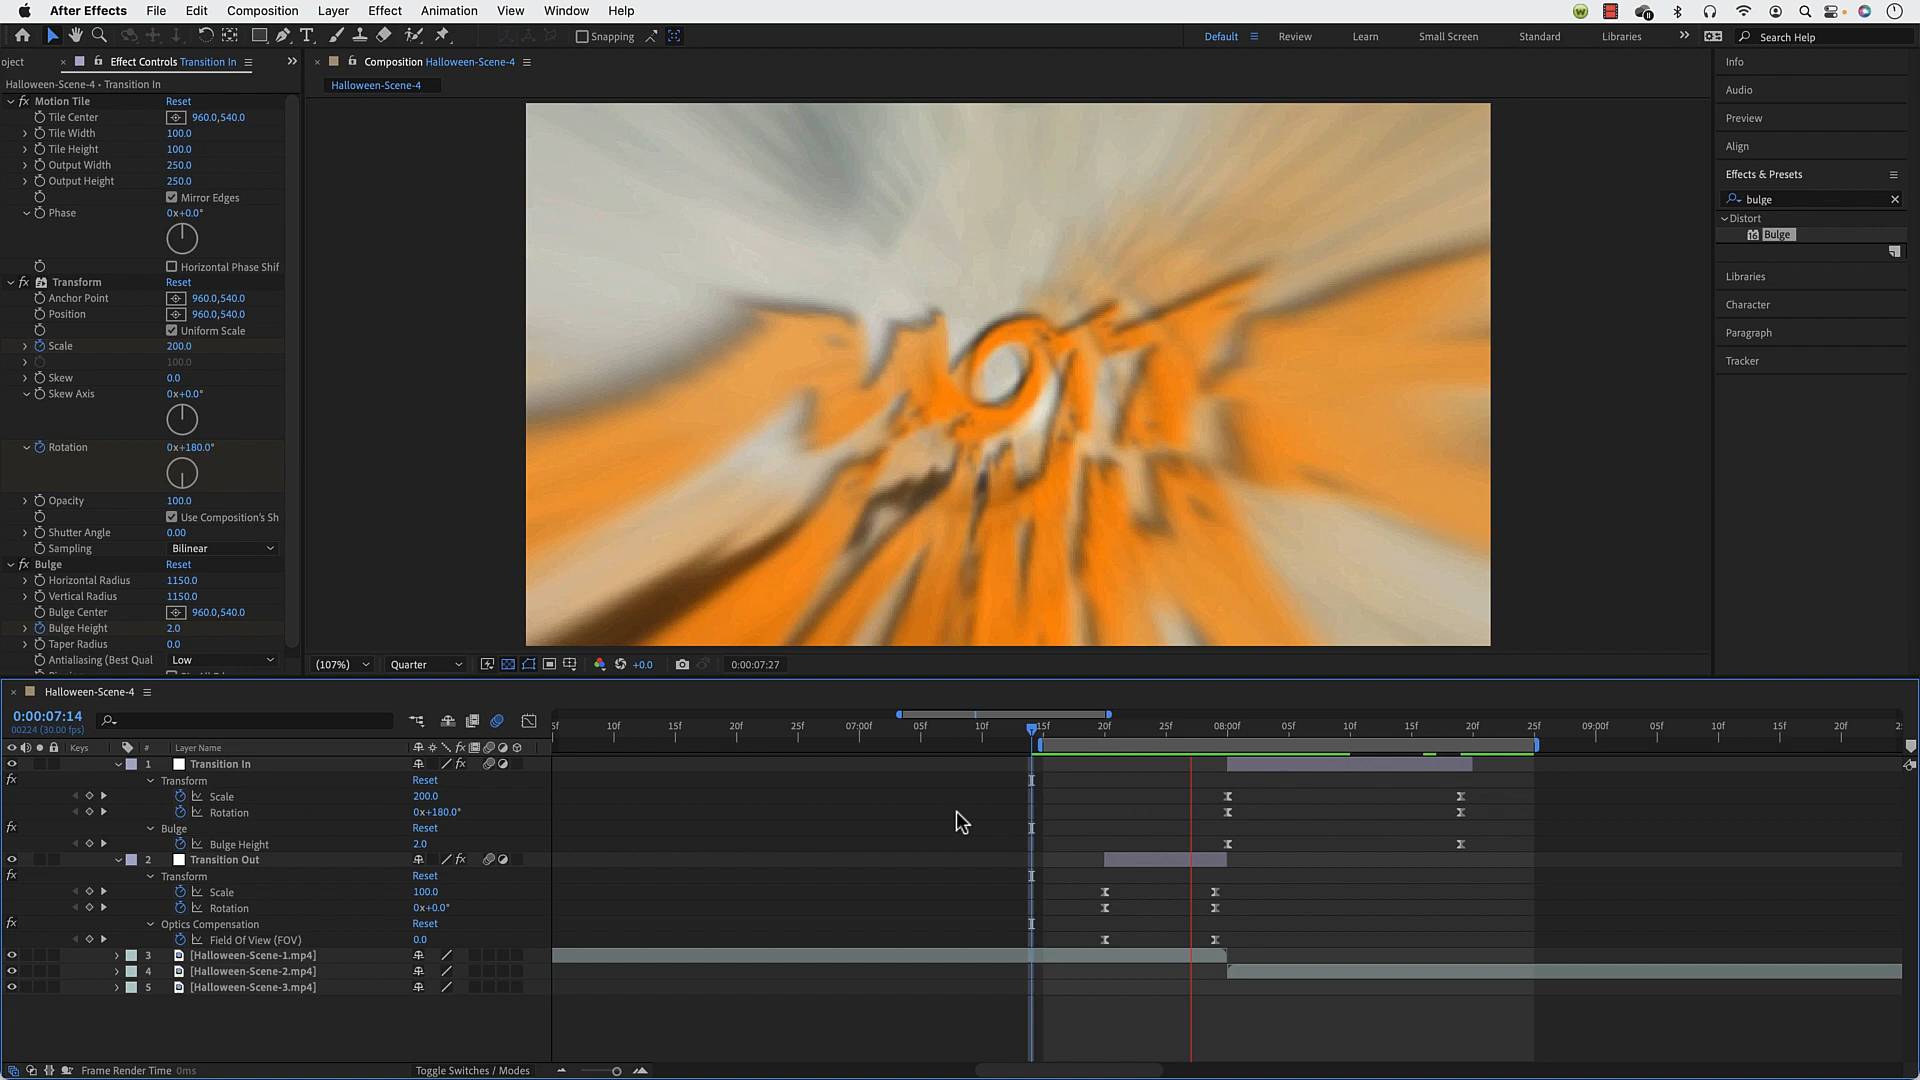 After Effects File Edit Composition Layer Effect Animation View Window Help
Snapping Default Review Learn Small Screen Standard Libraries Search Help
oject Effect Controls Transition In
Halloween-Scene-4 • Transition In
Motion Tile Reset
Tile Center 960.0,540.0
Tile Width 100.0
Tile Height 100.0
Output Width 250.0
Output Height 250.0
Mirror Edges
Phase 0x+0.0°
Horizontal Phase Shif
Transform Reset
Anchor Point 960.0,540.0
Position 960.0,540.0
Uniform Scale
Scale 200.0
100.0
Skew 0.0
Skew Axis 0x+0.0°
Rotation 0x+180.0°
Opacity 100.0
Use Composition's Sh
Shutter Angle 0.00
Sampling Bilinear
Bulge Reset
Horizontal Radius 1150.0
Vertical Radius 1150.0
Bulge Center 960.0,540.0
Bulge Height 2.0
Taper Radius 0.0
Antialiasing (Best Qual Low
Composition Halloween-Scene-4
Halloween-Scene-4
(107%) Quarter +0.0 0:00:07:27
Info
Audio
Preview
Align
Effects & Presets
bulge
Distort
16 Bulge
Libraries
Character
Paragraph
Tracker
Halloween-Scene-4
0:00:07:14
00224 (30.00 fps)
5f 10f 15f 20f 25f 07:00f 05f 10f 15f 20f 25f 08:00f 05f 10f 15f 20f 25f 09:00f 05f 10f 15f 20f 2
Keys # Layer Name
1 Transition In
fx Transform Reset
Scale 200.0
Rotation 0x+180.0°
fx Bulge Reset
Bulge Height 2.0
2 Transition Out
fx Transform Reset
Scale 100.0
Rotation 0x+0.0°
fx Optics Compensation Reset
Field Of View (FOV) 0.0
3 [Halloween-Scene-1.mp4]
4 [Halloween-Scene-2.mp4]
5 [Halloween-Scene-3.mp4]
Frame Render Time 0ms Toggle Switches / Modes